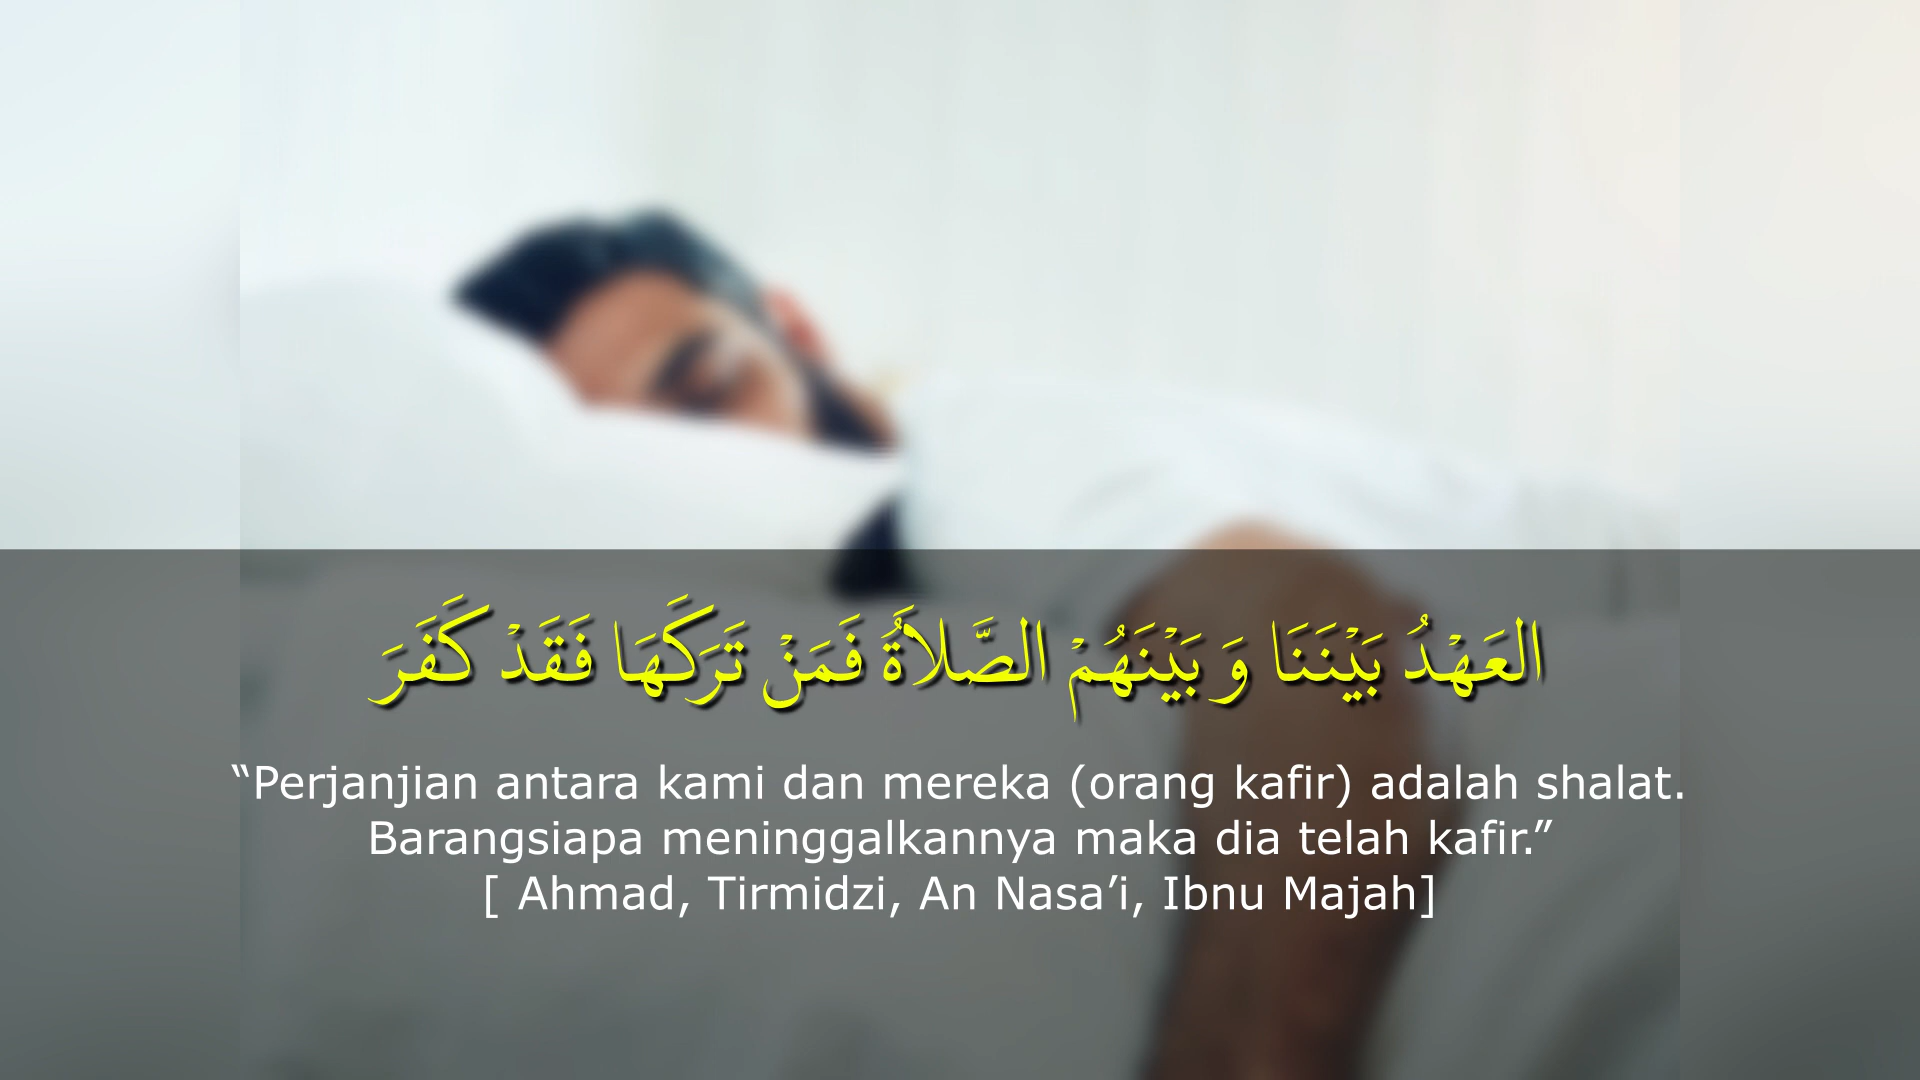 العَهْدُ بَيْنَنَا وَ بَيْنَهُمْ الصَّلاَةُ فَمَنْ تَرَكَهَا فَقَدْ كَفَرَ
“Perjanjian antara kami dan mereka (orang kafir) adalah shalat.
Barangsiapa meninggalkannya maka dia telah kafir.”
[ Ahmad, Tirmidzi, An Nasa’i, Ibnu Majah]